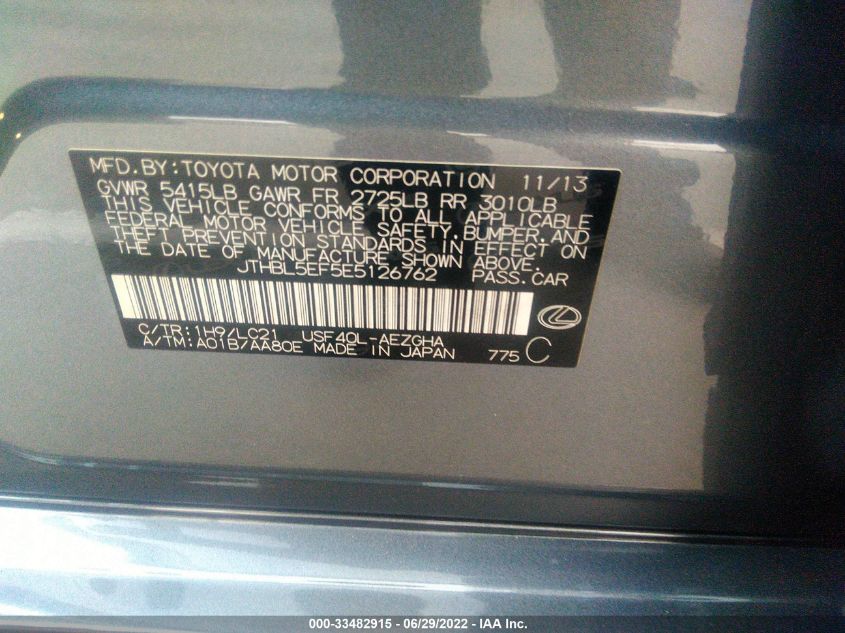 MFD.BY:TOYOTA MOTOR CORPORATION 11/13
GVWR 5415LB GAWR FR 2725LB RR 3010LB
THIS VEHICLE CONFORMS TO ALL APPLICABLE
FEDERAL MOTOR VEHICLE SAFETY,BUMPER,AND
THEFT PREVENTION STANDARDS IN EFFECT ON
THE DATE OF MANUFACTURE SHOWN ABOVE.
JTHBL5EF5E5126762 PASS.CAR
C/TR:1H9/LC21 USF40L-AEZGHA
A/TM:A01B/AA80E MADE IN JAPAN 775 C
000-33482915 - 06/29/2022 - IAA Inc.